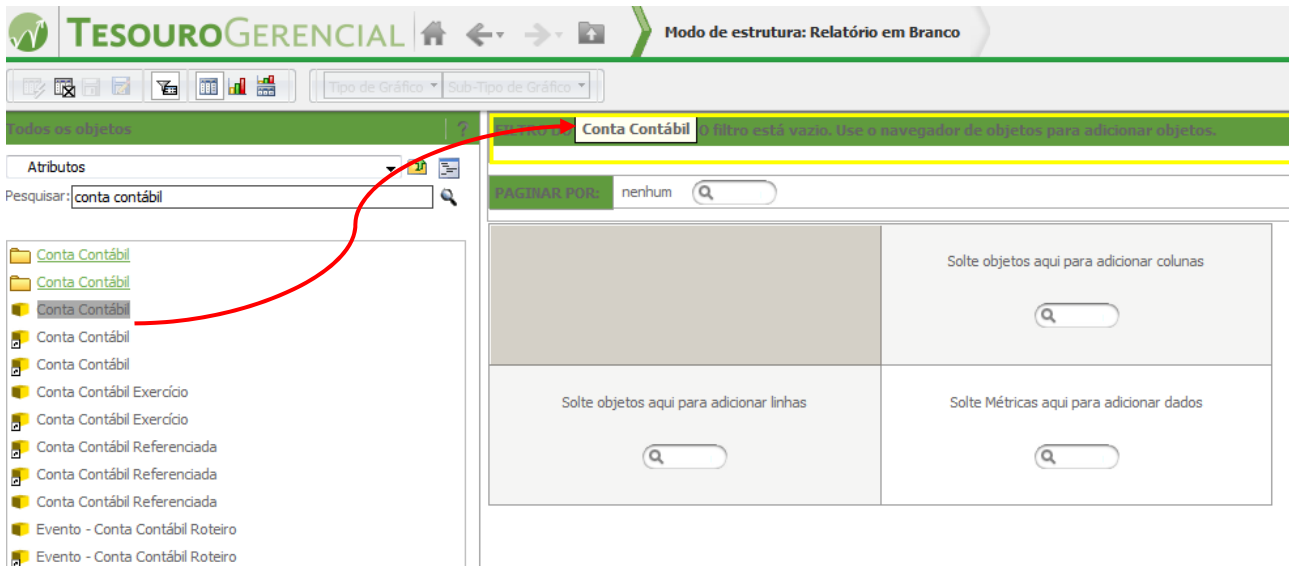 TESOUROGERENCIAL
Modo de estrutura: Relatório em Branco
Tipo de Gráfico
Sub-Tipo de Gráfico
Todos os objetos ?
Atributos
Pesquisar: conta contábil
Conta Contábil
Conta Contábil
Conta Contábil
Conta Contábil
Conta Contábil
Conta Contábil Exercício
Conta Contábil Exercício
Conta Contábil Referenciada
Conta Contábil Referenciada
Conta Contábil Referenciada
Evento - Conta Contábil Roteiro
Evento - Conta Contábil Roteiro
FILTRO DO Conta Contábil O filtro está vazio. Use o navegador de objetos para adicionar objetos.
PAGINAR POR: nenhum
Solte objetos aqui para adicionar colunas
Solte objetos aqui para adicionar linhas
Solte Métricas aqui para adicionar dados